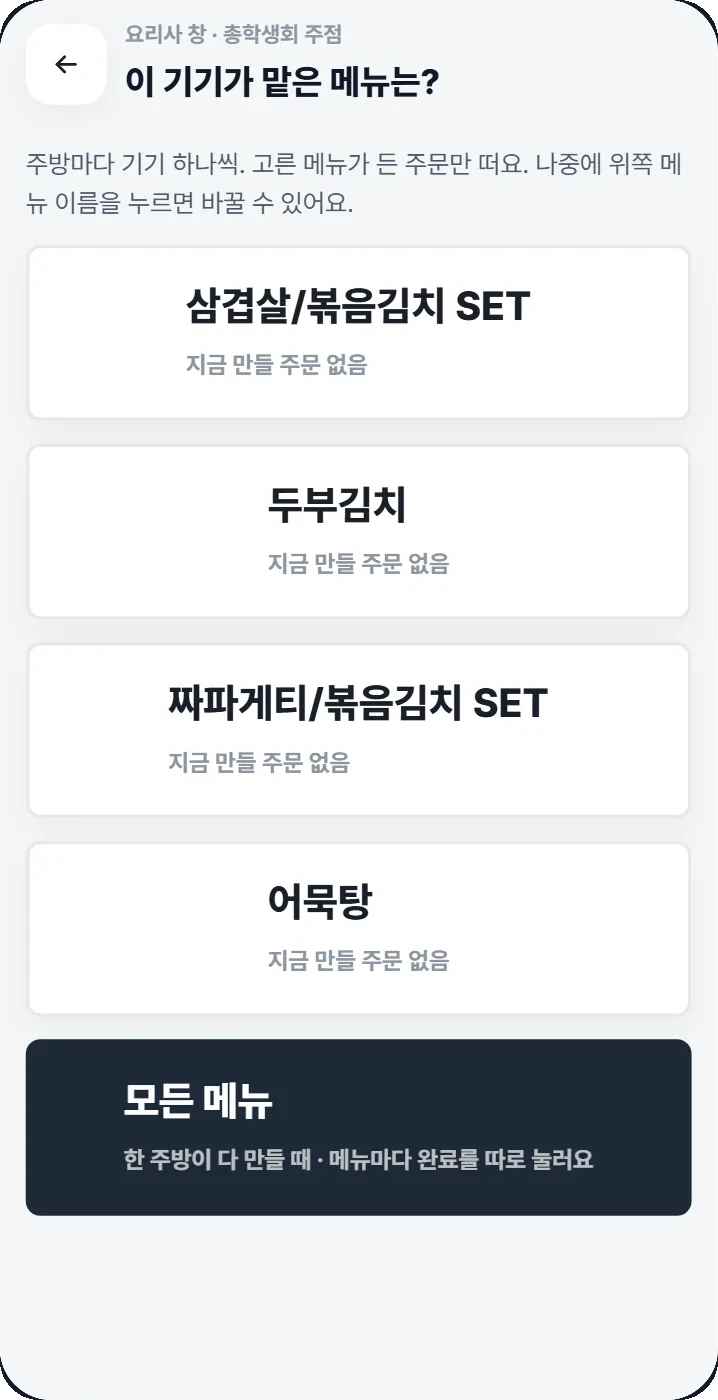 요리사 창 · 총학생회 주점
이 기기가 맡은 메뉴는?
주방마다 기기 하나씩. 고른 메뉴가 든 주문만 떠요. 나중에 위쪽 메
뉴 이름을 누르면 바꿀 수 있어요.
삼겹살/볶음김치 SET
지금 만들 주문 없음
두부김치
지금 만들 주문 없음
짜파게티/볶음김치 SET
지금 만들 주문 없음
어묵탕
지금 만들 주문 없음
모든 메뉴
한 주방이 다 만들 때 · 메뉴마다 완료를 따로 눌러요